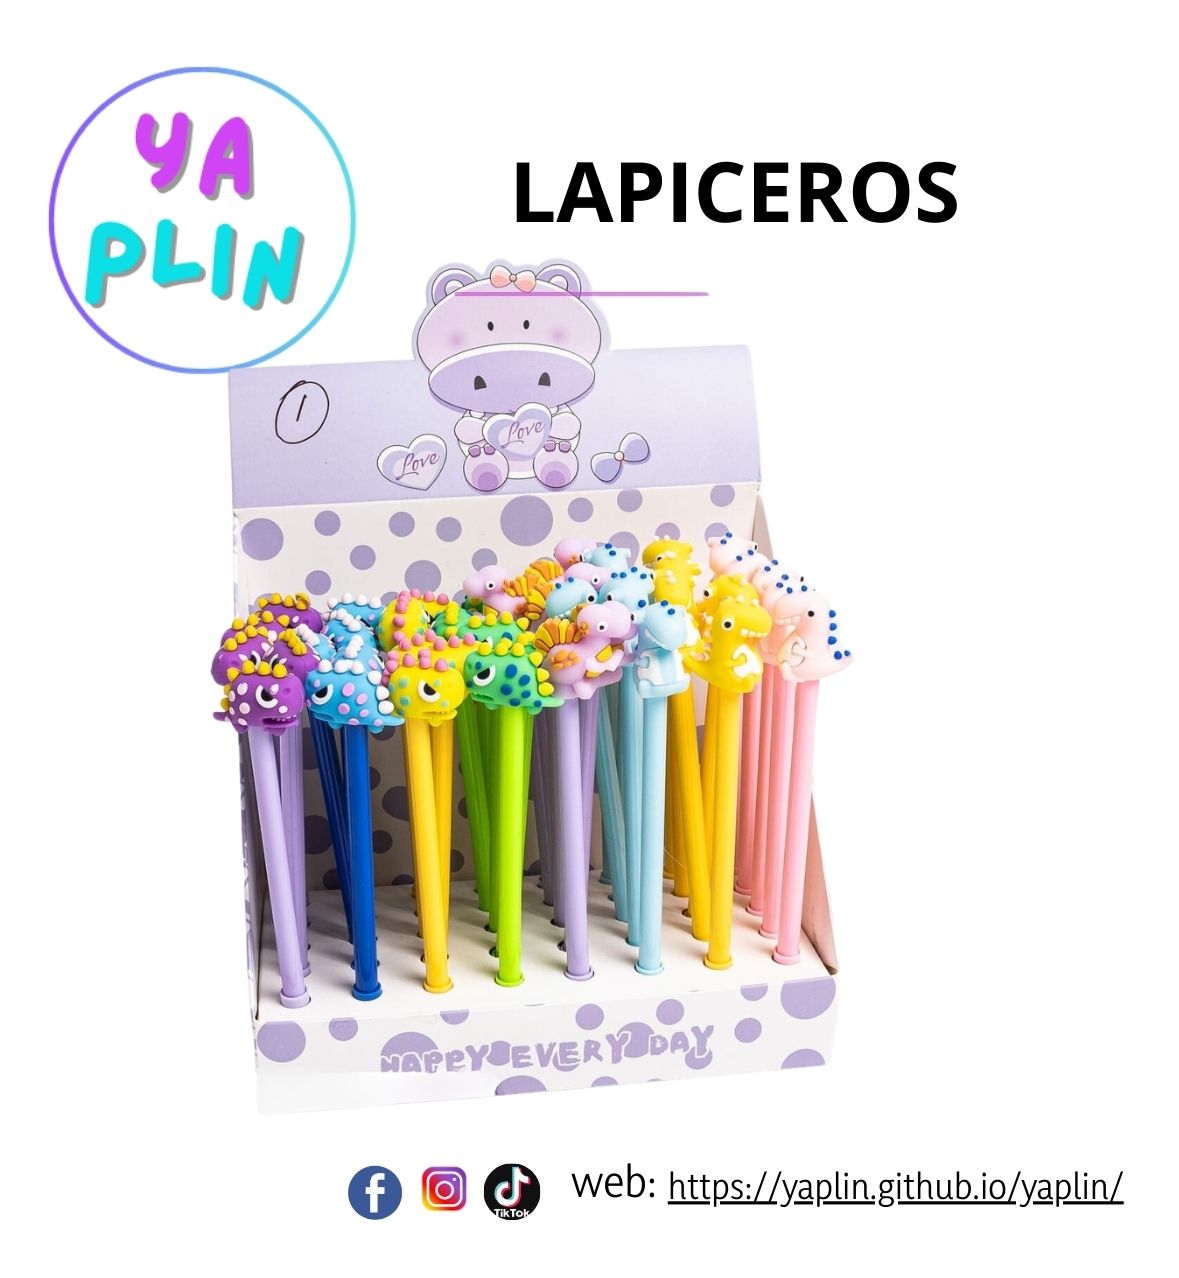 YA
PLIN
LAPICEROS
1
Love
Love
HAPPY EVERY DAY
TikTok
web: https://yaplin.github.io/yaplin/